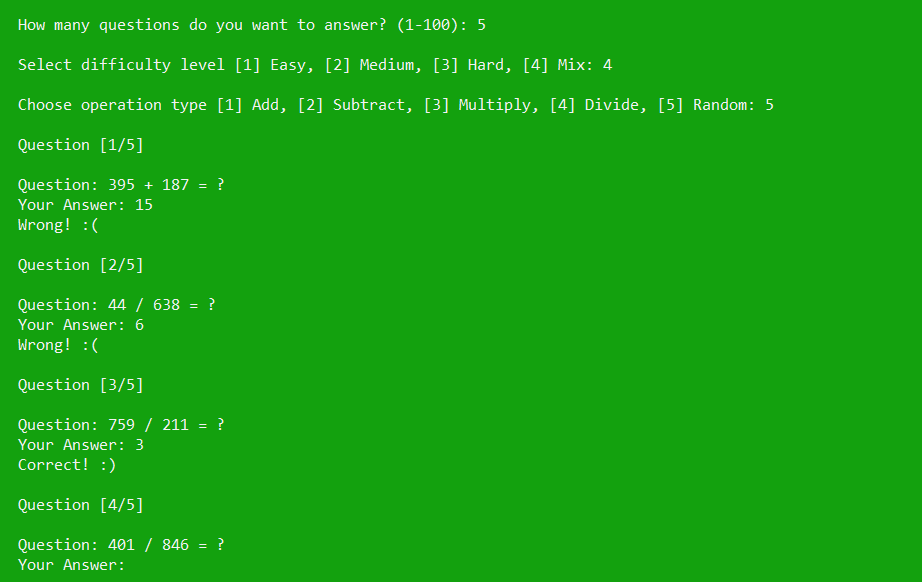 How many questions do you want to answer? (1-100): 5
Select difficulty level [1] Easy, [2] Medium, [3] Hard, [4] Mix: 4
Choose operation type [1] Add, [2] Subtract, [3] Multiply, [4] Divide, [5] Random: 5
Question [1/5]
Question: 395 + 187 = ?
Your Answer: 15
Wrong! :(
Question [2/5]
Question: 44 / 638 = ?
Your Answer: 6
Wrong! :(
Question [3/5]
Question: 759 / 211 = ?
Your Answer: 3
Correct! :)
Question [4/5]
Question: 401 / 846 = ?
Your Answer: